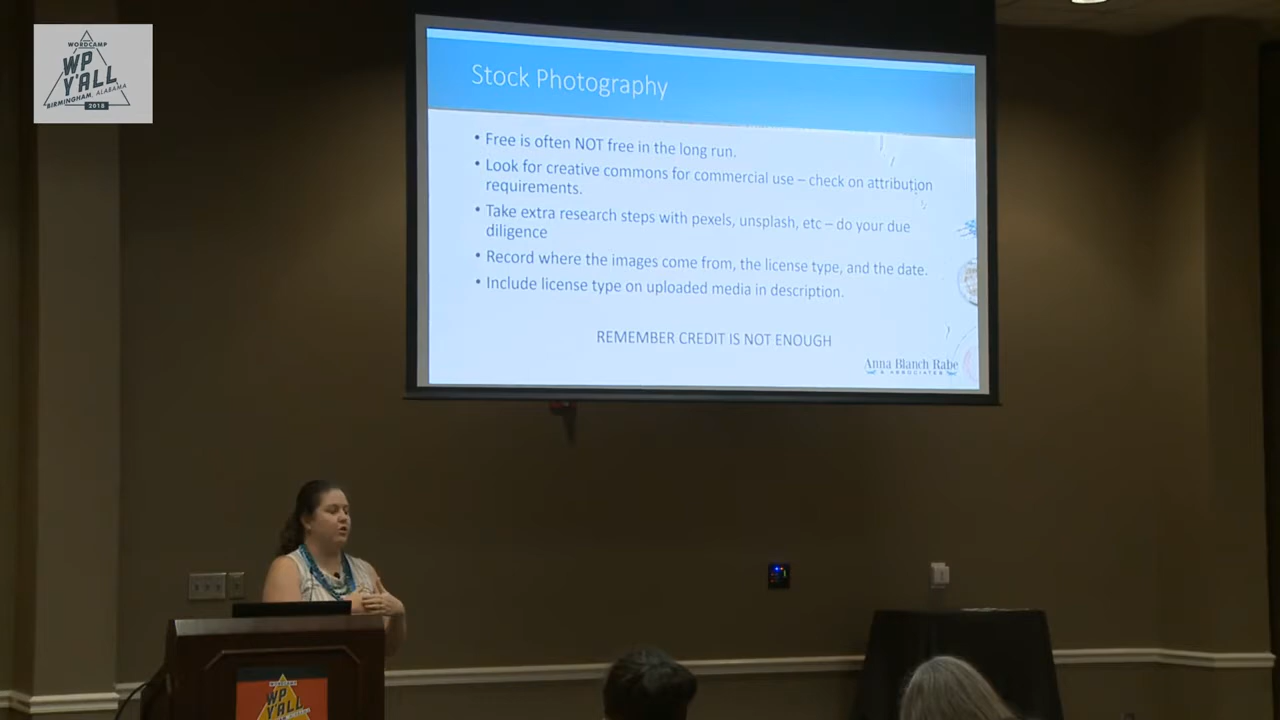 WORDCAMP
WP
Y'ALL
BIRMINGHAM, ALABAMA
2018
Stock Photography
• Free is often NOT free in the long run.
• Look for creative commons for commercial use – check on attribution
requirements.
• Take extra research steps with pexels, unsplash, etc – do your due
diligence
• Record where the images come from, the license type, and the date.
• Include license type on uploaded media in description.
REMEMBER CREDIT IS NOT ENOUGH
Anna Blanch Rabe
& ASSOCIATES
WORDCAMP
WP
Y'ALL